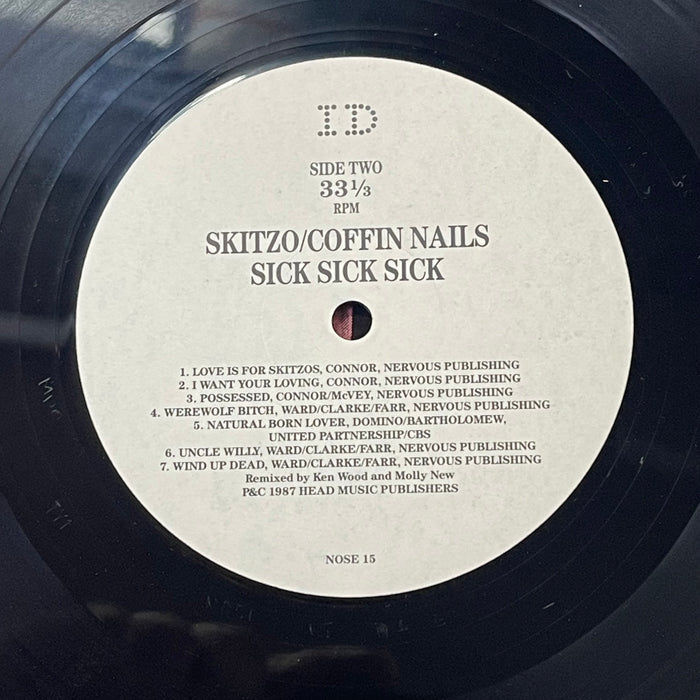 ID
SIDE TWO
33⅓
RPM
SKITZO/COFFIN NAILS
SICK SICK SICK
1. LOVE IS FOR SKITZOS, CONNOR, NERVOUS PUBLISHING
2. I WANT YOUR LOVING, CONNOR, NERVOUS PUBLISHING
3. POSSESSED, CONNOR/McVEY, NERVOUS PUBLISHING
4. WEREWOLF BITCH, WARD/CLARKE/FARR, NERVOUS PUBLISHING
5. NATURAL BORN LOVER, DOMINO/BARTHOLOMEW,
UNITED PARTNERSHIP/CBS
6. UNCLE WILLY, WARD/CLARKE/FARR, NERVOUS PUBLISHING
7. WIND UP DEAD, WARD/CLARKE/FARR, NERVOUS PUBLISHING
Remixed by Ken Wood and Molly New
P&C 1987 HEAD MUSIC PUBLISHERS
NOSE 15